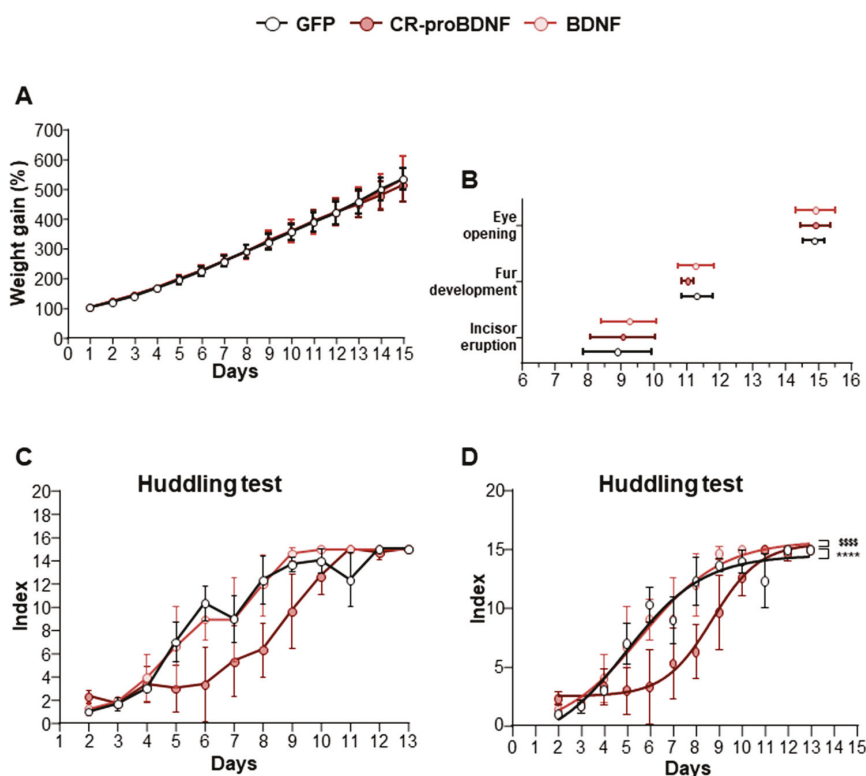 GFP CR-proBDNF BDNF
A
Weight gain (%)
700
600
500
400
300
200
100
0
0 1 2 3 4 5 6 7 8 9 10 11 12 13 14 15
Days
B
Eye
opening
Fur
development
Incisor
eruption
6 7 8 9 10 11 12 13 14 15 16
C
Huddling test
Index
20
18
16
14
12
10
8
6
4
2
0
1 2 3 4 5 6 7 8 9 10 11 12 13
Days
D
Huddling test
Index
20
15
10
5
0
$$$$
****
0 1 2 3 4 5 6 7 8 9 10 11 12 13 14 15
Days